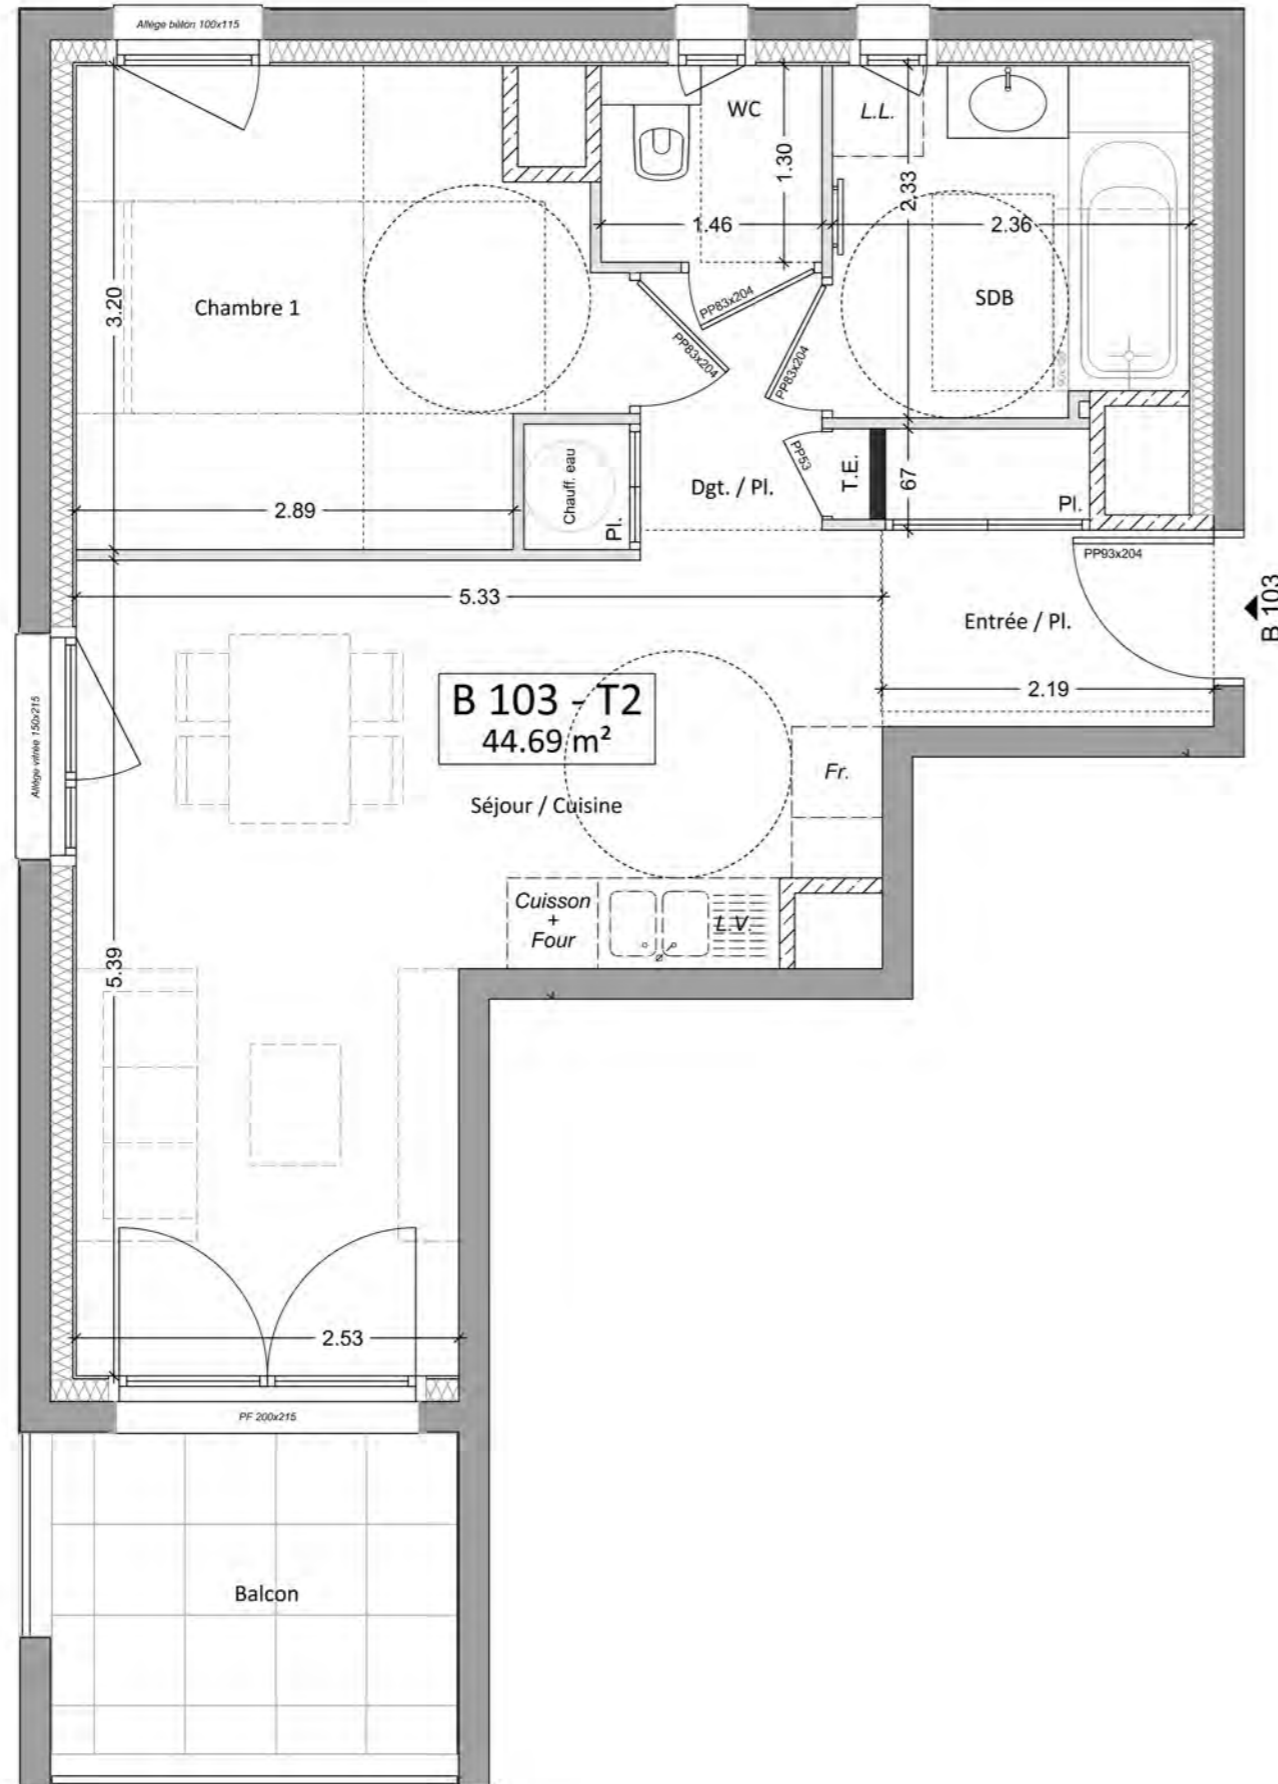 Allège béton 100x115
WC
L.L.
1.30
2.33
1.46
2.36
3.20
Chambre 1
SDB
PP83x204
PP83x204
PP83x204
Chauff. eau
Pl.
Dgt. / Pl.
PP53
T.E.
67
Pl.
2.89
PP93x204
5.33
Entrée / Pl.
B 103
2.19
B 103 - T2
44.69 m²
Allège vitrée 150x215
Fr.
Séjour / Cuisine
Cuisson
+
Four
L.V.
5.39
2.53
PF 200x215
Balcon